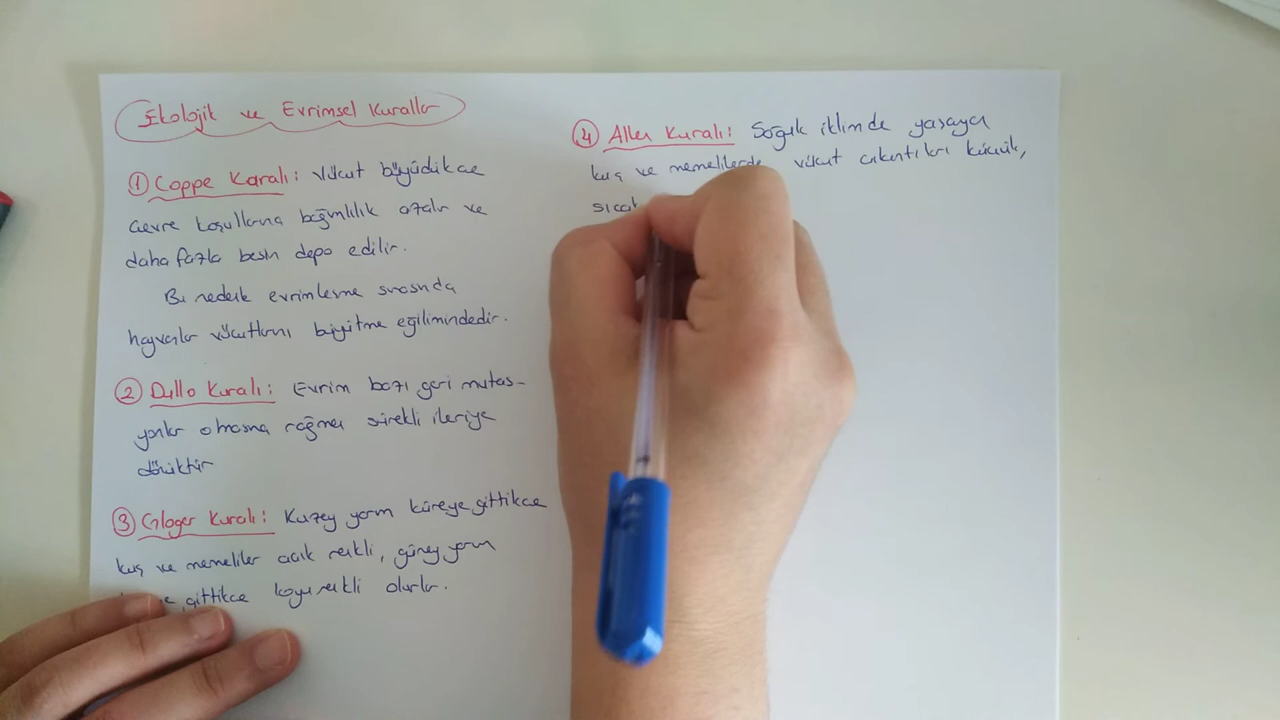 Ekolojik ve Evrimsel Kurallar
① Coppe Kuralı: Vücut büyüdükçe
çevre koşullarına bağımlılık azalır ve
daha fazla besin depo edilir.
Bu nedenle evrimleşme sırasında
hayvanlar vücutlarını büyütme eğilimindedir.
② Dollo Kuralı: Evrim bazı geri mutas-
yonlar olmasına rağmen sürekli ileriye
dönüktür
③ Gloger Kuralı: Kuzey yarım küreye gittikçe
kuş ve memeliler açık renkli, güney yarım
gittikçe koyu renkli olurlar.
④ Allen Kuralı: Soğuk iklimde yaşayan
kuş ve memelilerde vücut çıkıntıları küçük,
sıcak